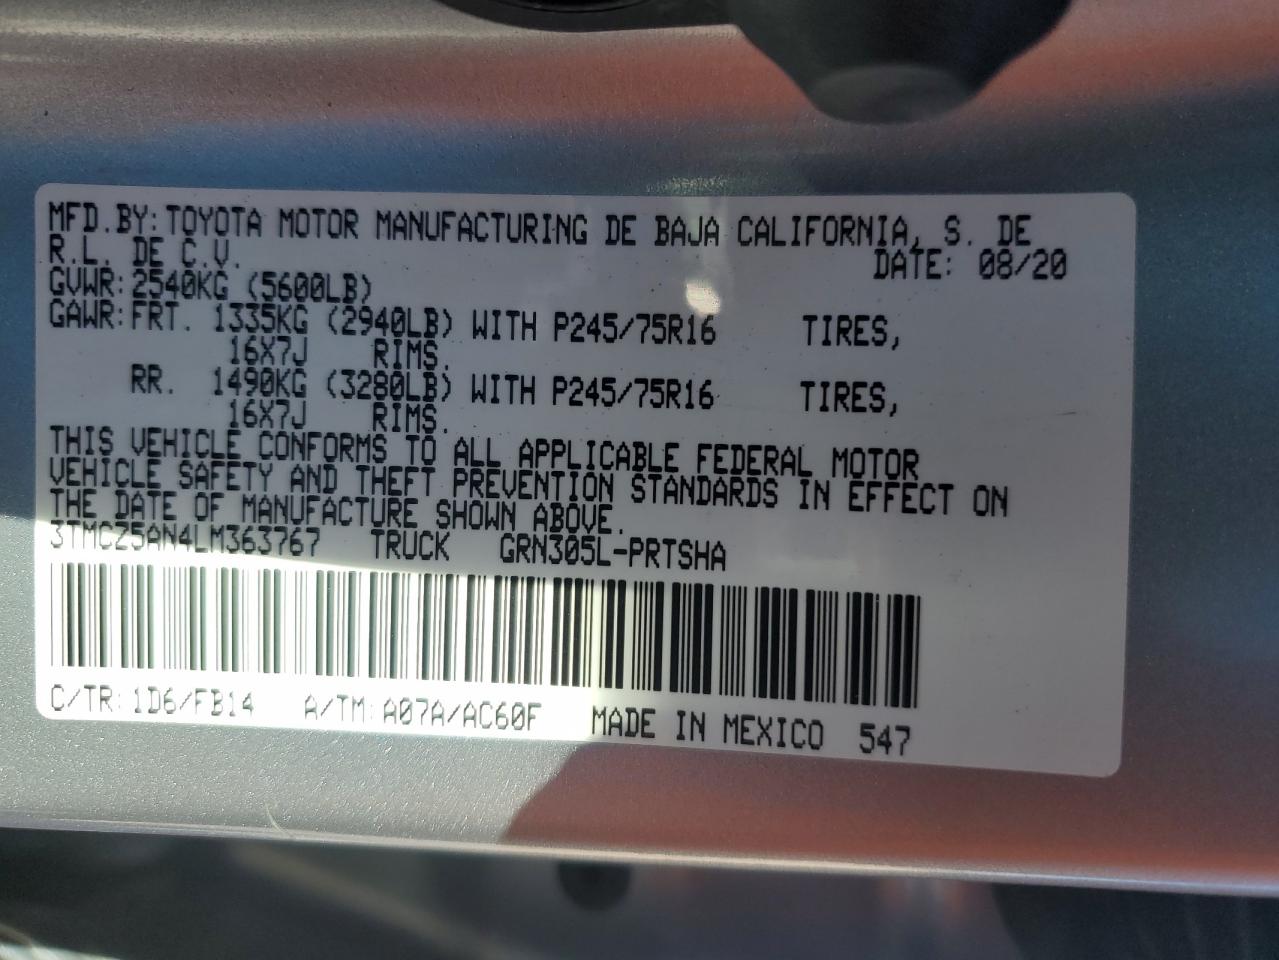 MFD.BY: TOYOTA MOTOR MANUFACTURING DE BAJA CALIFORNIA, S. DE
R.L. DE C.V. DATE: 08/20
GVWR: 2540KG (5600LB)
GAWR: FRT. 1335KG (2940LB) WITH P245/75R16 TIRES,
16X7J RIMS.
RR. 1490KG (3280LB) WITH P245/75R16 TIRES,
16X7J RIMS.
THIS VEHICLE CONFORMS TO ALL APPLICABLE FEDERAL MOTOR
VEHICLE SAFETY AND THEFT PREVENTION STANDARDS IN EFFECT ON
THE DATE OF MANUFACTURE SHOWN ABOVE.
3TMCZ5AN4LM363767 TRUCK GRN305L-PRTSHA
C/TR: 1D6/FB14 A/TM: A07A/AC60F MADE IN MEXICO 547